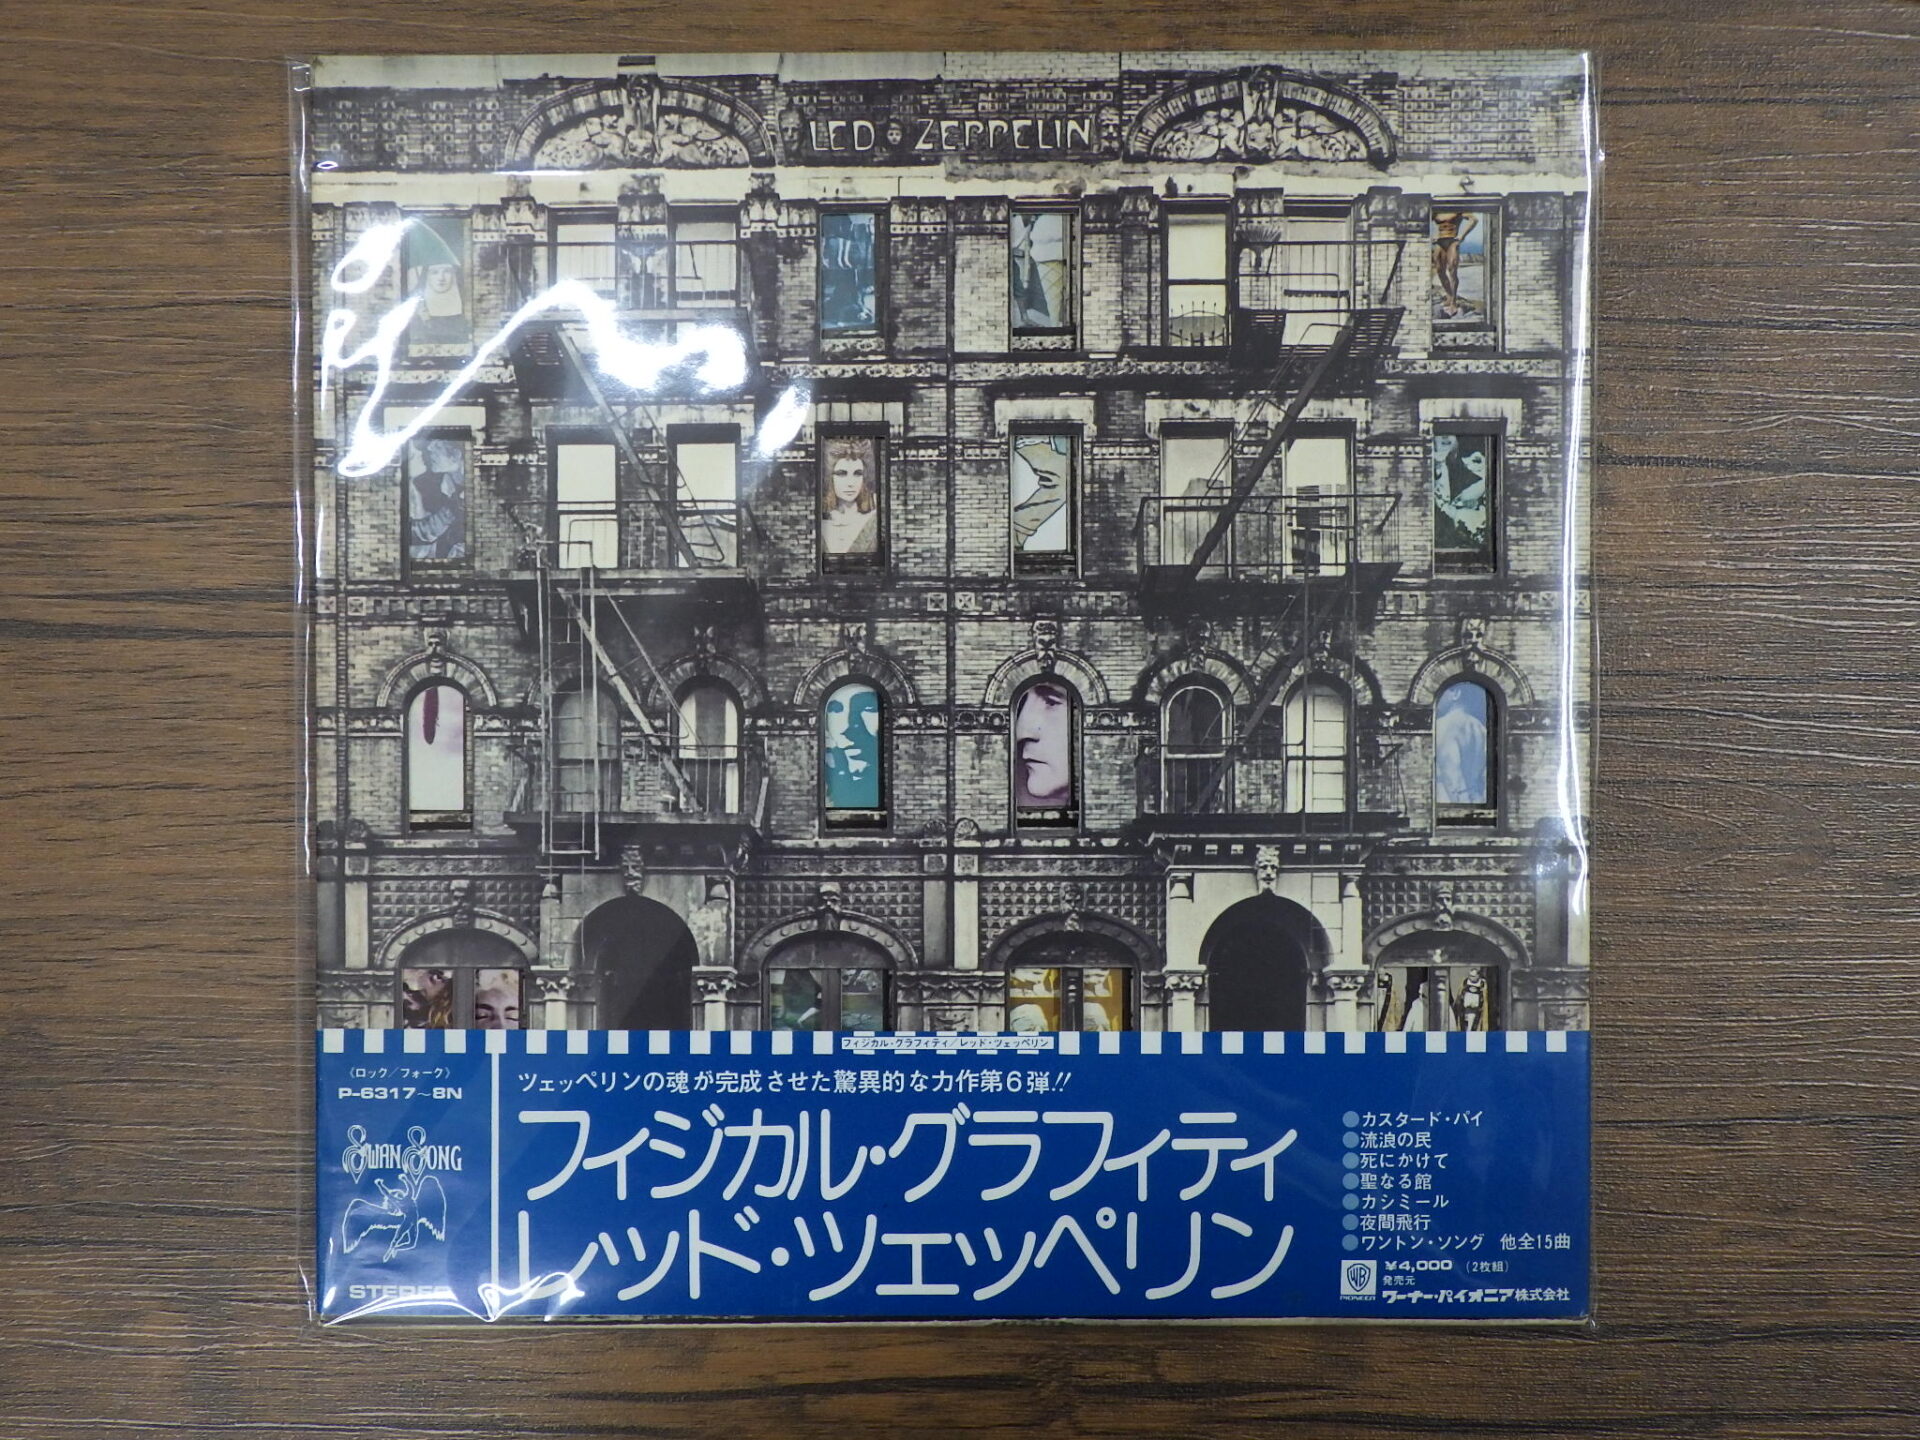 LED ZEPPELIN
フィジカル・グラフィティ/レッド・ツェッペリン
《ロック/フォーク》
P-6317~8N
SWAN SONG
STEREO
ツェッペリンの魂が完成させた驚異的な力作第6弾!!
フィジカル・グラフィティ
レッド・ツェッペリン
●カスタード・パイ
●流浪の民
●死にかけて
●聖なる館
●カシミール
●夜間飛行
●ワントン・ソング 他全15曲
WB
PIONEER
¥4,000 (2枚組)
発売元
ワーナー・パイオニア株式会社